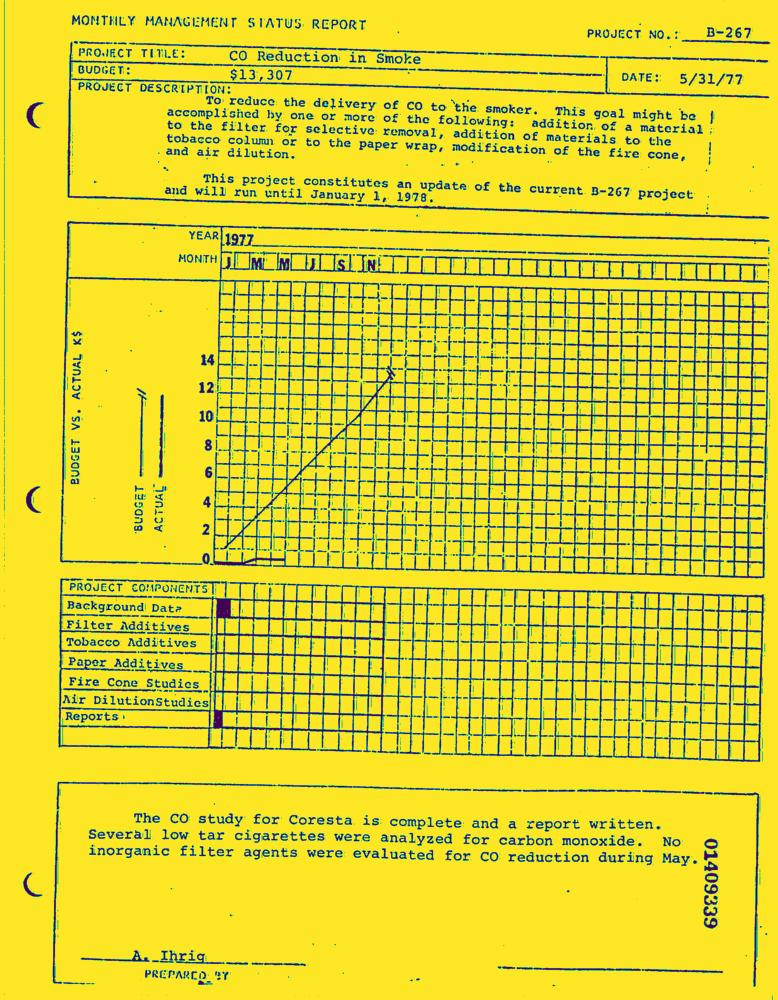 MONTHLY MANAGEMENT STATUS REPORT
PROJECT NO.: B-267
PROJECT TITLE: CO Reduction in Smoke
BUDGET: $13,307
DATE: 5/31/77
PROJECT DESCRIPTION:
To reduce the delivery of CO to the smoker. This goal might be
accomplished by one or more of the following: addition of a material
to the filter for selective removal, addition of materials to the
tobacco column or to the paper wrap, modification of the fire cone,
and air dilution.
This project constitutes an update of the current B-267 project
and will run until January 1, 1978.
YEAR 1977
MONTH J M M J S N
BUDGET VS. ACTUAL K$
BUDGET
ACTUAL
14
12
10
8
6
4
2
0
PROJECT COMPONENTS
Background Data
Filter Additives
Tobacco Additives
Paper Additives
Fire Cone Studies
Air DilutionStudies
Reports
The CO study for Coresta is complete and a report written.
Several low tar cigarettes were analyzed for carbon monoxide. No
inorganic filter agents were evaluated for CO reduction during May.
01409339
A. Ihrig
PREPARED BY